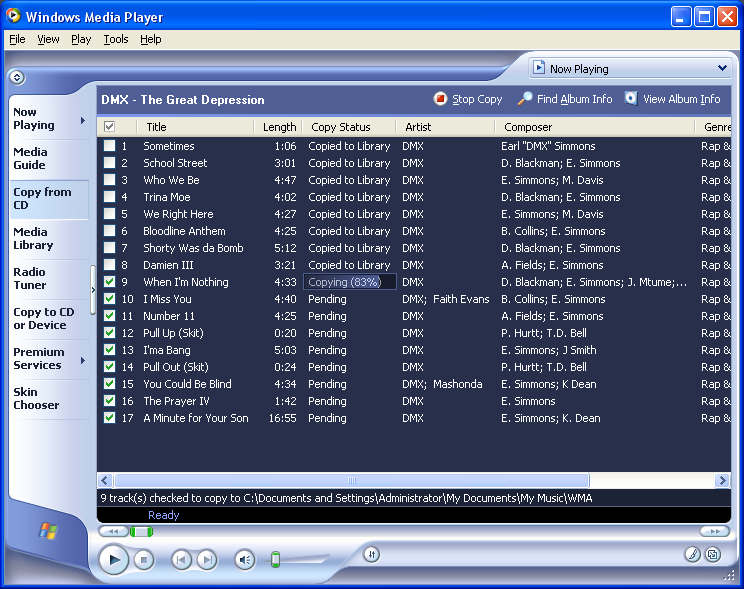 Windows Media Player
File View Play Tools Help
Now Playing
DMX - The Great Depression Stop Copy Find Album Info View Album Info
Now Playing
Media Guide
Copy from CD
Media Library
Radio Tuner
Copy to CD or Device
Premium Services
Skin Chooser
Title Length Copy Status Artist Composer Genre
1 Sometimes 1:06 Copied to Library DMX Earl "DMX" Simmons Rap &
2 School Street 3:01 Copied to Library DMX D. Blackman; E. Simmons Rap &
3 Who We Be 4:47 Copied to Library DMX E. Simmons; M. Davis Rap &
4 Trina Moe 4:02 Copied to Library DMX D. Blackman; E. Simmons Rap &
5 We Right Here 4:27 Copied to Library DMX E. Simmons; M. Davis Rap &
6 Bloodline Anthem 4:25 Copied to Library DMX B. Collins; E. Simmons Rap &
7 Shorty Was da Bomb 5:12 Copied to Library DMX D. Blackman; E. Simmons Rap &
8 Damien III 3:21 Copied to Library DMX A. Fields; E. Simmons Rap &
9 When I'm Nothing 4:33 Copying (83%) DMX D. Blackman; E. Simmons; J. Mtume;... Rap &
10 I Miss You 4:40 Pending DMX; Faith Evans B. Collins; E. Simmons Rap &
11 Number 11 4:25 Pending DMX A. Fields; E. Simmons Rap &
12 Pull Up (Skit) 0:20 Pending DMX P. Hurtt; T.D. Bell Rap &
13 I'ma Bang 5:03 Pending DMX E. Simmons; J Smith Rap &
14 Pull Out (Skit) 0:24 Pending DMX P. Hurtt; T.D. Bell Rap &
15 You Could Be Blind 4:34 Pending DMX; Mashonda E. Simmons; K Dean Rap &
16 The Prayer IV 1:42 Pending DMX E. Simmons Rap &
17 A Minute for Your Son 16:55 Pending DMX E. Simmons; K. Dean Rap &
9 track(s) checked to copy to C:\Documents and Settings\Administrator\My Documents\My Music\WMA
Ready